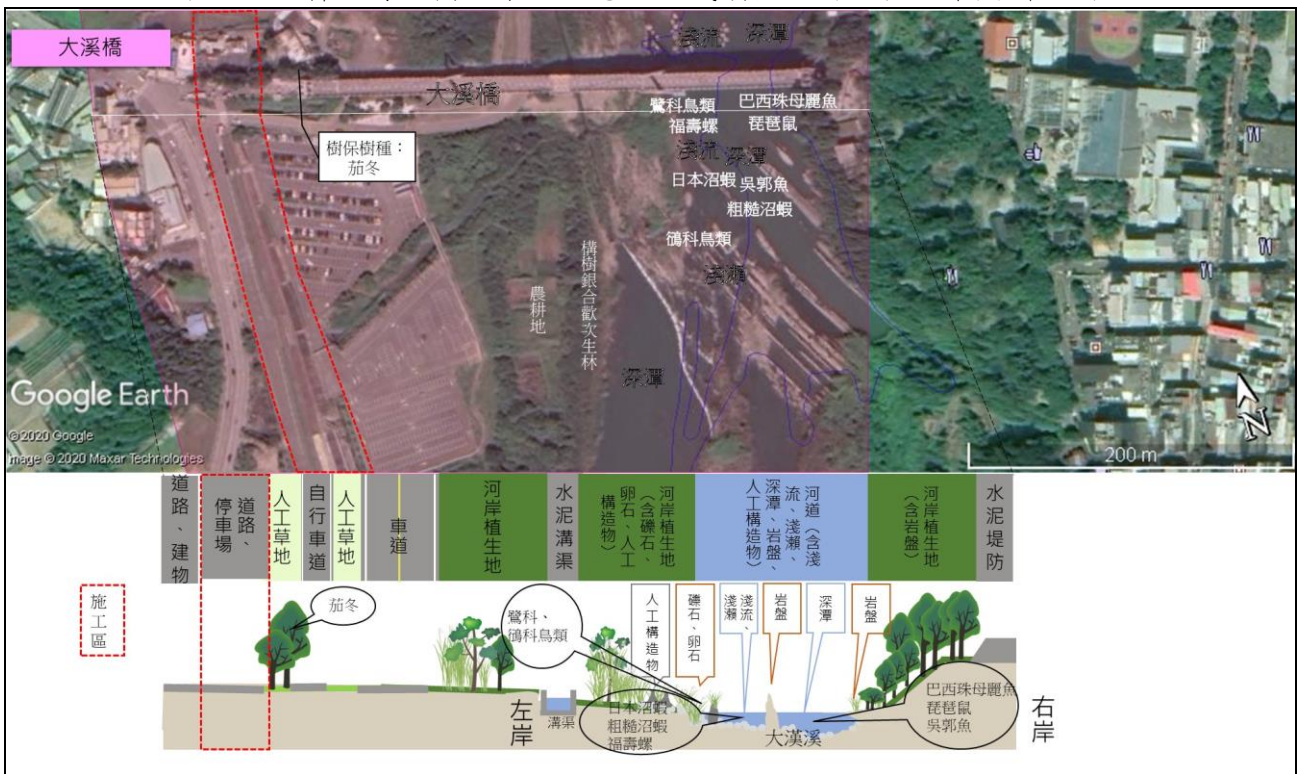 大溪橋
大溪橋
樹保樹種：
茄冬
溪流
深潭
鷺科鳥類
福壽螺
巴西珠母麗魚
琵琶鼠
溪流
深潭
日本沼蝦
吳郭魚
粗糙沼蝦
鴴科鳥類
溪瀨
深潭
農耕地
構樹銀合歡次生林
Google Earth
© 2020 Google
Image © 2020 Maxar Technologies
N
200 m
道路、建物
道路、
停車場
人工草地
自行車道
人工草地
車道
河岸植生地
水泥溝渠
河岸植生地
（含礫石、
卵石、人工
構造物）
河道（含淺
流、淺瀨、
深潭、岩盤、
人工構造物）
河岸植生地
（含岩盤）
水泥堤防
施工區
茄冬
鷺科、
鴴科鳥類
人工構造物
礫石、卵石
淺流、
淺瀨
岩盤
深潭
岩盤
左岸
溝渠
日本沼蝦
粗糙沼蝦
福壽螺
大漢溪
巴西珠母麗魚
琵琶鼠
吳郭魚
右岸